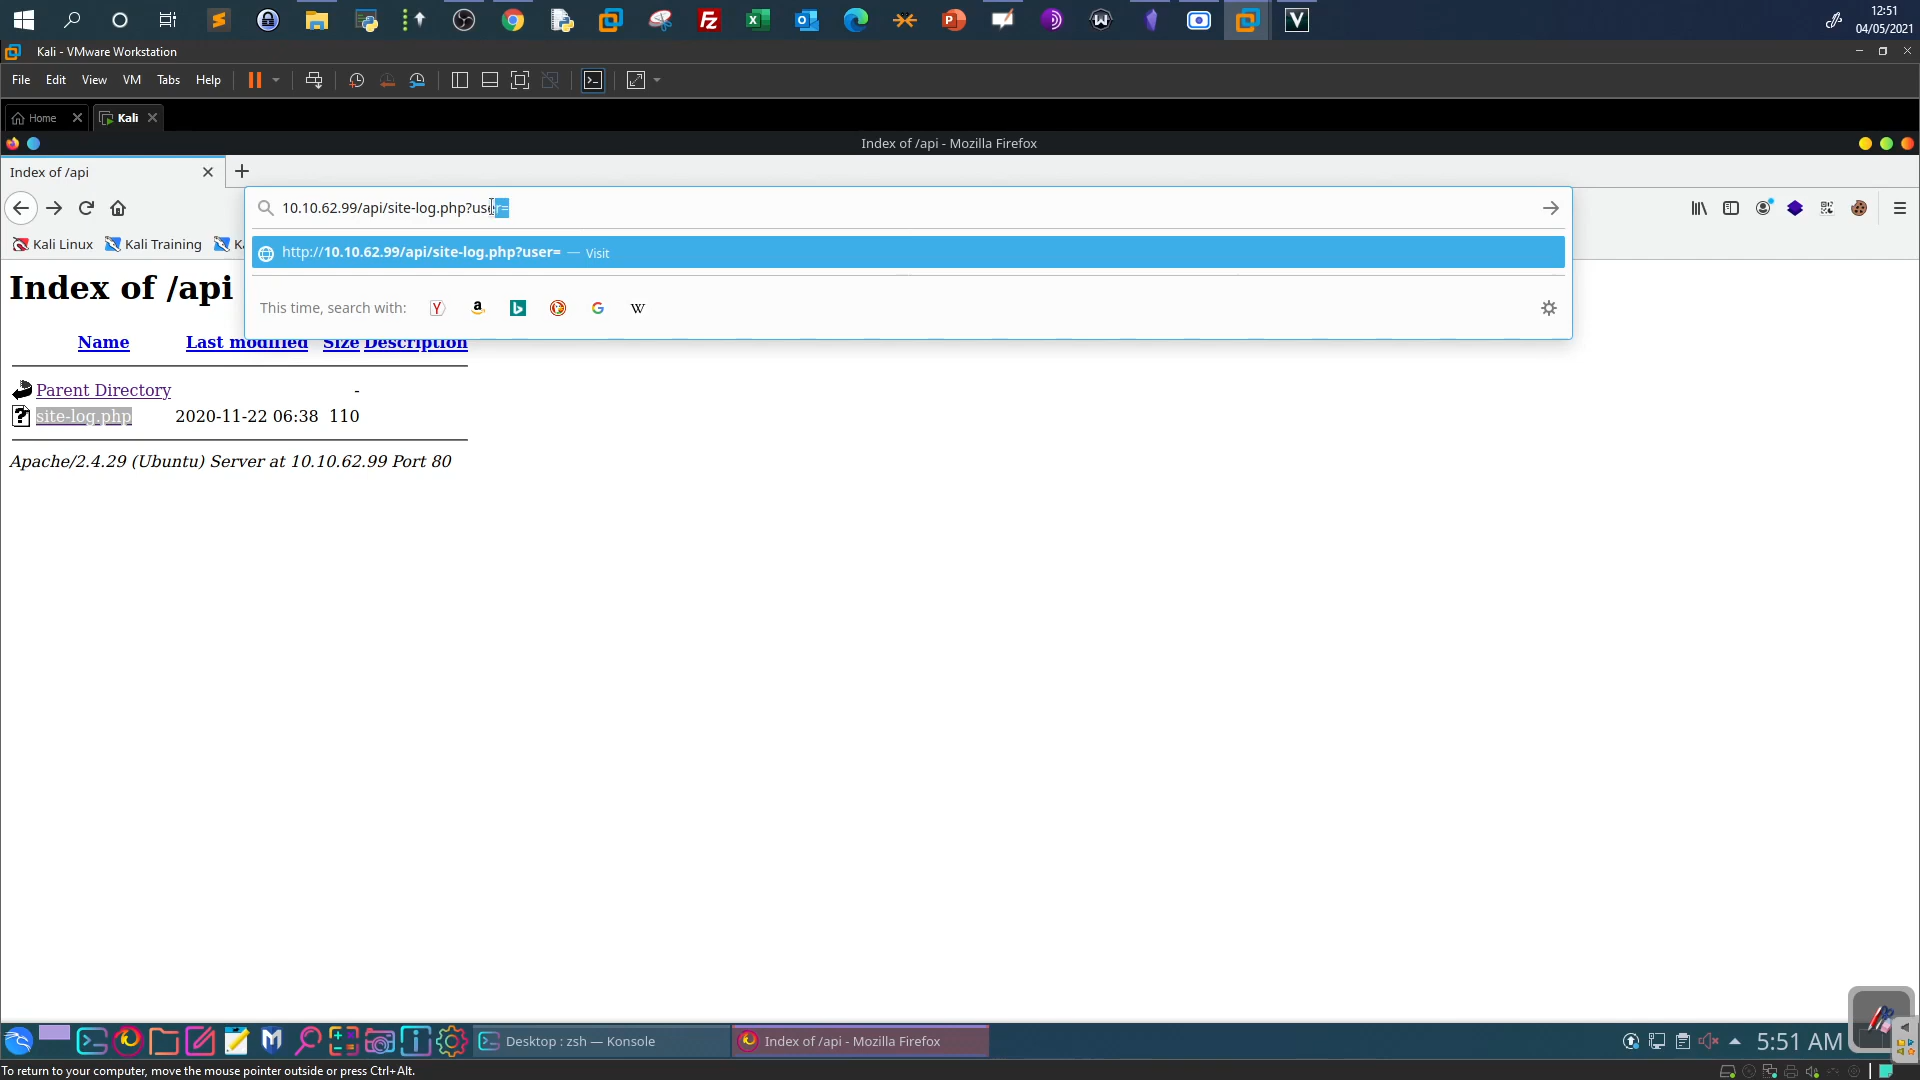 12:51
04/05/2021
Kali - VMware Workstation
File Edit View VM Tabs Help
Home Kali
Index of /api - Mozilla Firefox
Index of /api
10.10.62.99/api/site-log.php?user=
Kali Linux Kali Training
http://10.10.62.99/api/site-log.php?user= — Visit
This time, search with:
Index of /api
Name Last modified Size Description
Parent Directory -
site-log.php 2020-11-22 06:38 110
Apache/2.4.29 (Ubuntu) Server at 10.10.62.99 Port 80
Desktop : zsh — Konsole Index of /api - Mozilla Firefox 5:51 AM
To return to your computer, move the mouse pointer outside or press Ctrl+Alt.